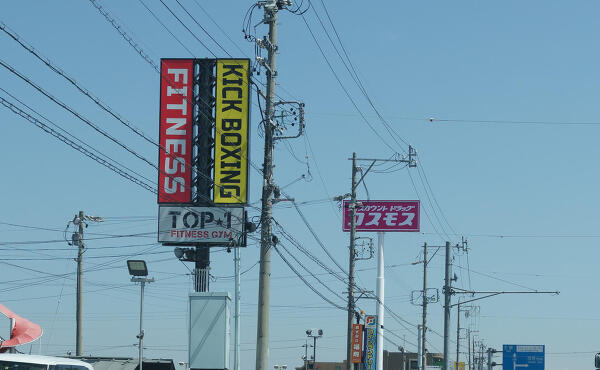 FITNESS
KICK BOXING
TOP★1
FITNESS GYM
ディスカウント ドラッグ
コスモス